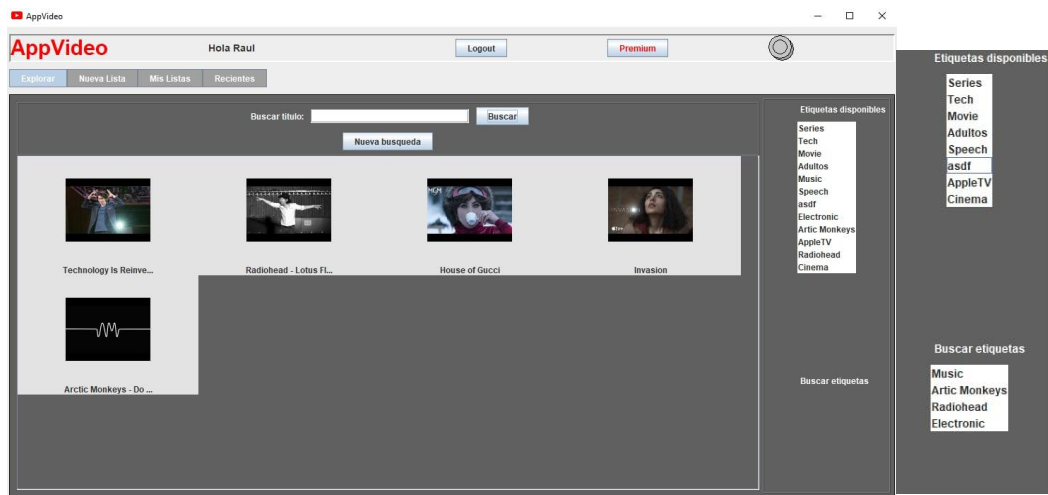 AppVideo
AppVideo
Hola Raul
Logout
Premium
Explorar
Nueva Lista
Mis Listas
Recientes
Buscar titulo:
Buscar
Nueva busqueda
Technology Is Reinve...
Radiohead - Lotus Fl...
MGM
House of Gucci
Invasion
Arctic Monkeys - Do ...
Etiquetas disponibles
Series
Tech
Movie
Adultos
Music
Speech
asdf
Electronic
Artic Monkeys
AppleTV
Radiohead
Cinema
Buscar etiquetas
Etiquetas disponibles
Series
Tech
Movie
Adultos
Speech
asdf
AppleTV
Cinema
Buscar etiquetas
Music
Artic Monkeys
Radiohead
Electronic